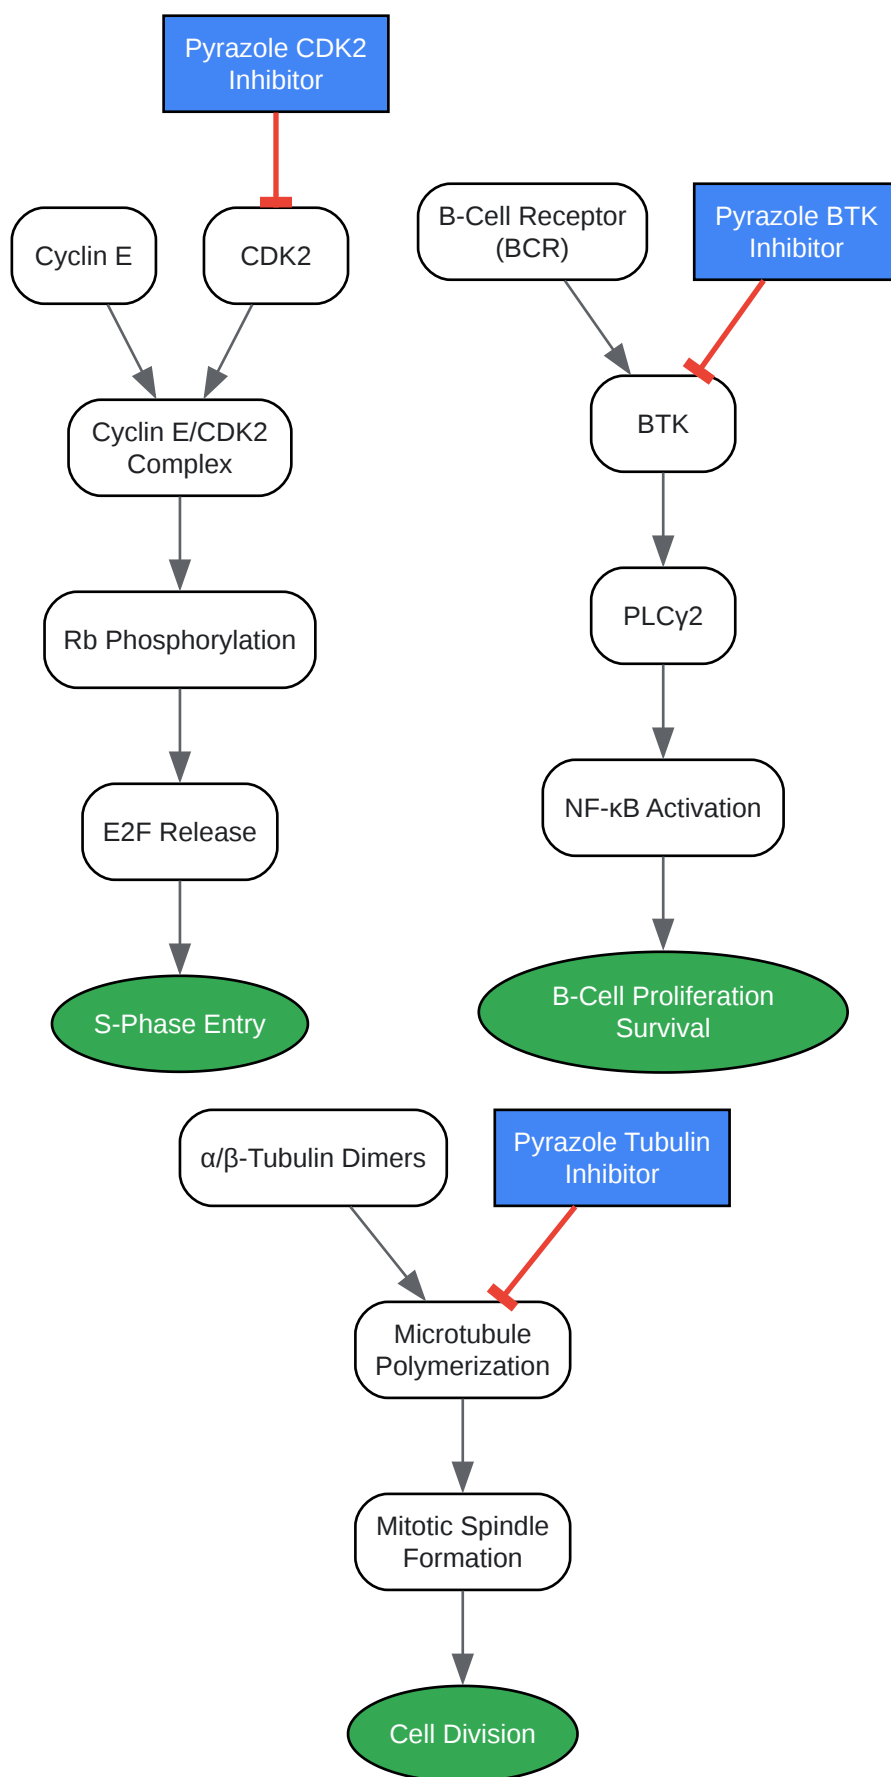 Pyrazole CDK2
Inhibitor
Cyclin E
CDK2
Cyclin E/CDK2
Complex
Rb Phosphorylation
E2F Release
S-Phase Entry
B-Cell Receptor
(BCR)
Pyrazole BTK
Inhibitor
BTK
PLCγ2
NF-κB Activation
B-Cell Proliferation
Survival
α/β-Tubulin Dimers
Pyrazole Tubulin
Inhibitor
Microtubule
Polymerization
Mitotic Spindle
Formation
Cell Division